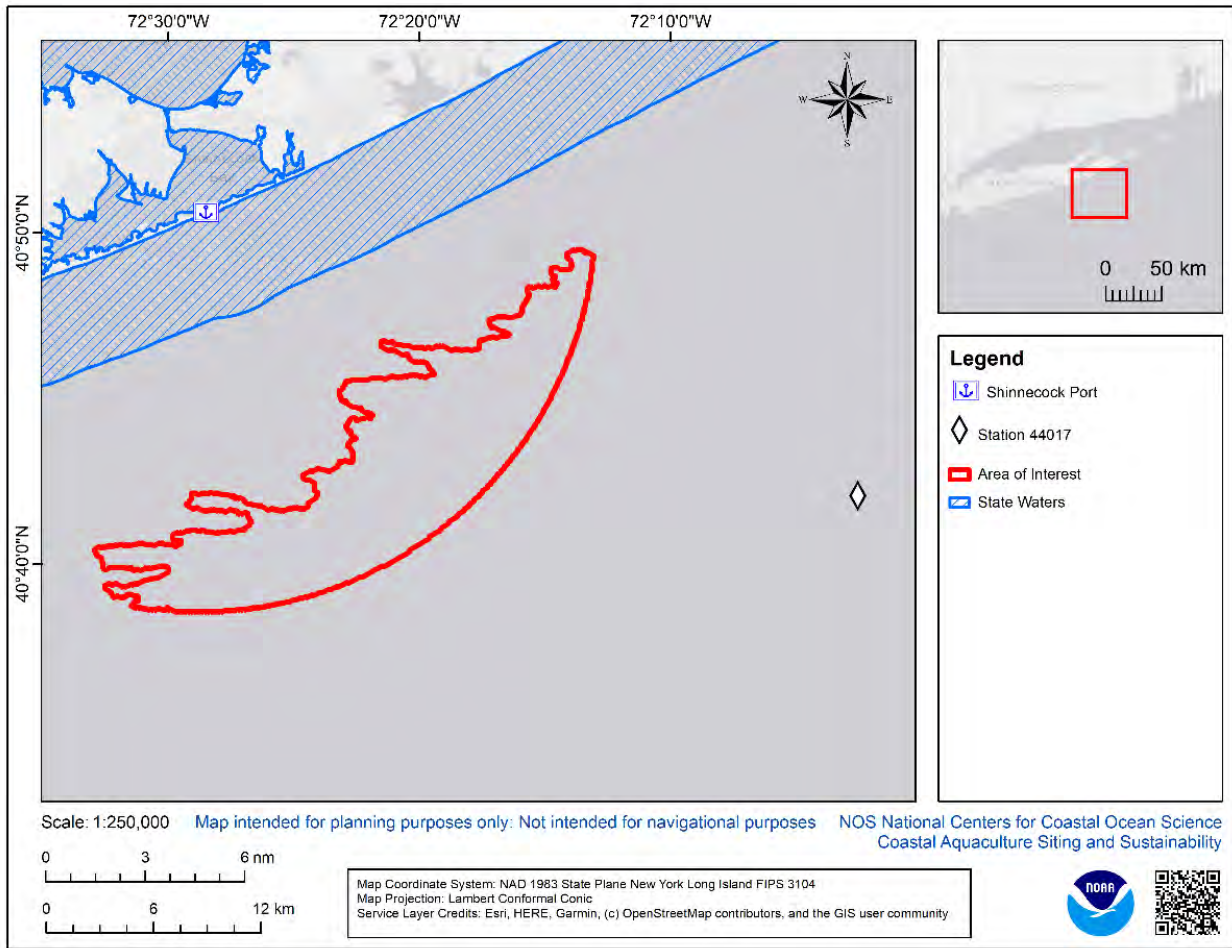 72°30'0"W 72°20'0"W 72°10'0"W
N
W E
S
40°50'0"N
40°40'0"N
0 50 km
Legend
Shinnecock Port
Station 44017
Area of Interest
State Waters
Scale: 1:250,000 Map intended for planning purposes only: Not intended for navigational purposes
NOS National Centers for Coastal Ocean Science
Coastal Aquaculture Siting and Sustainability
0 3 6 nm
0 6 12 km
Map Coordinate System: NAD 1983 State Plane New York Long Island FIPS 3104
Map Projection: Lambert Conformal Conic
Service Layer Credits: Esri, HERE, Garmin, (c) OpenStreetMap contributors, and the GIS user community
NOAA